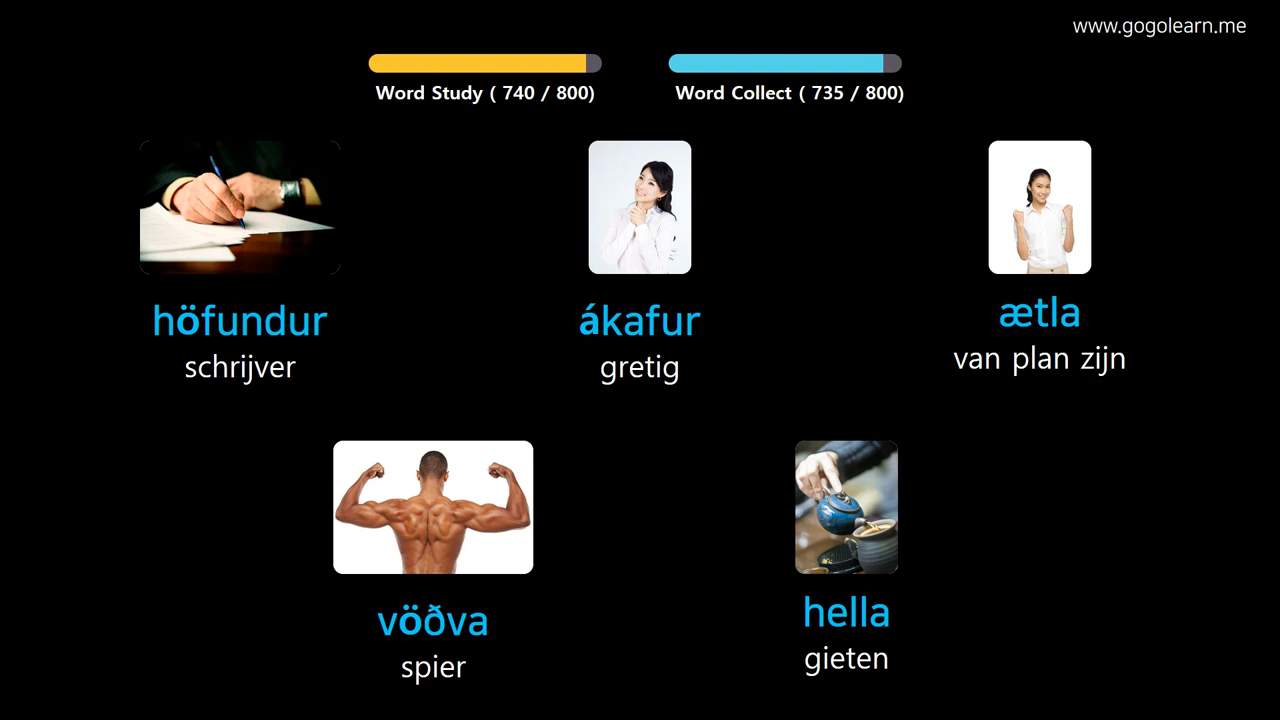 www.gogolearn.me
Word Study ( 740 / 800)
Word Collect ( 735 / 800)
höfundur
schrijver
ákafur
gretig
ætla
van plan zijn
vöðva
spier
hella
gieten